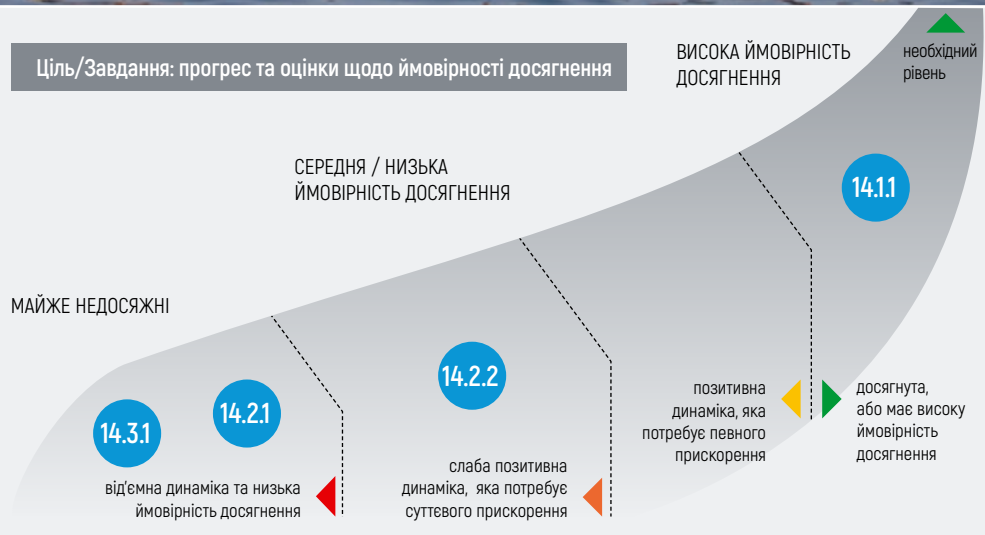 Ціль/Завдання: прогрес та оцінки щодо ймовірності досягнення
ВИСОКА ЙМОВІРНІСТЬ
ДОСЯГНЕННЯ
необхідний
рівень
14.1.1
СЕРЕДНЯ / НИЗЬКА
ЙМОВІРНІСТЬ ДОСЯГНЕННЯ
МАЙЖЕ НЕДОСЯЖНІ
14.3.1
14.2.1
14.2.2
від'ємна динаміка та низька
ймовірність досягнення
слаба позитивна
динаміка, яка потребує
суттєвого прискорення
позитивна
динаміка, яка
потребує певного
прискорення
досягнута,
або має високу
ймовірність
досягнення